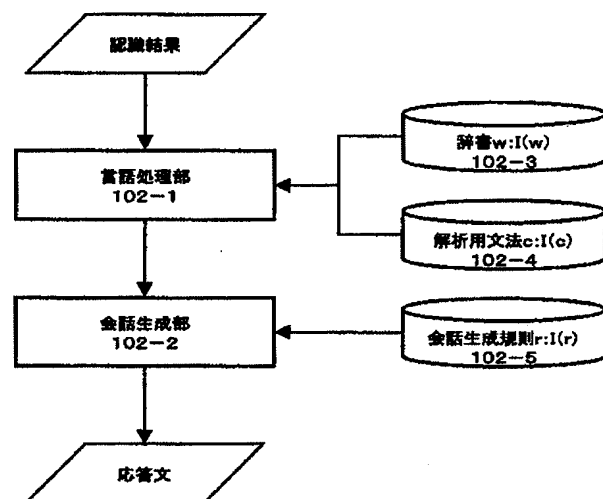 認識結果
言語処理部
102-1
辞書w:I(w)
102-3
解析用文法c:I(c)
102-4
会話生成部
102-2
会話生成規則r:I(r)
102-5
応答文